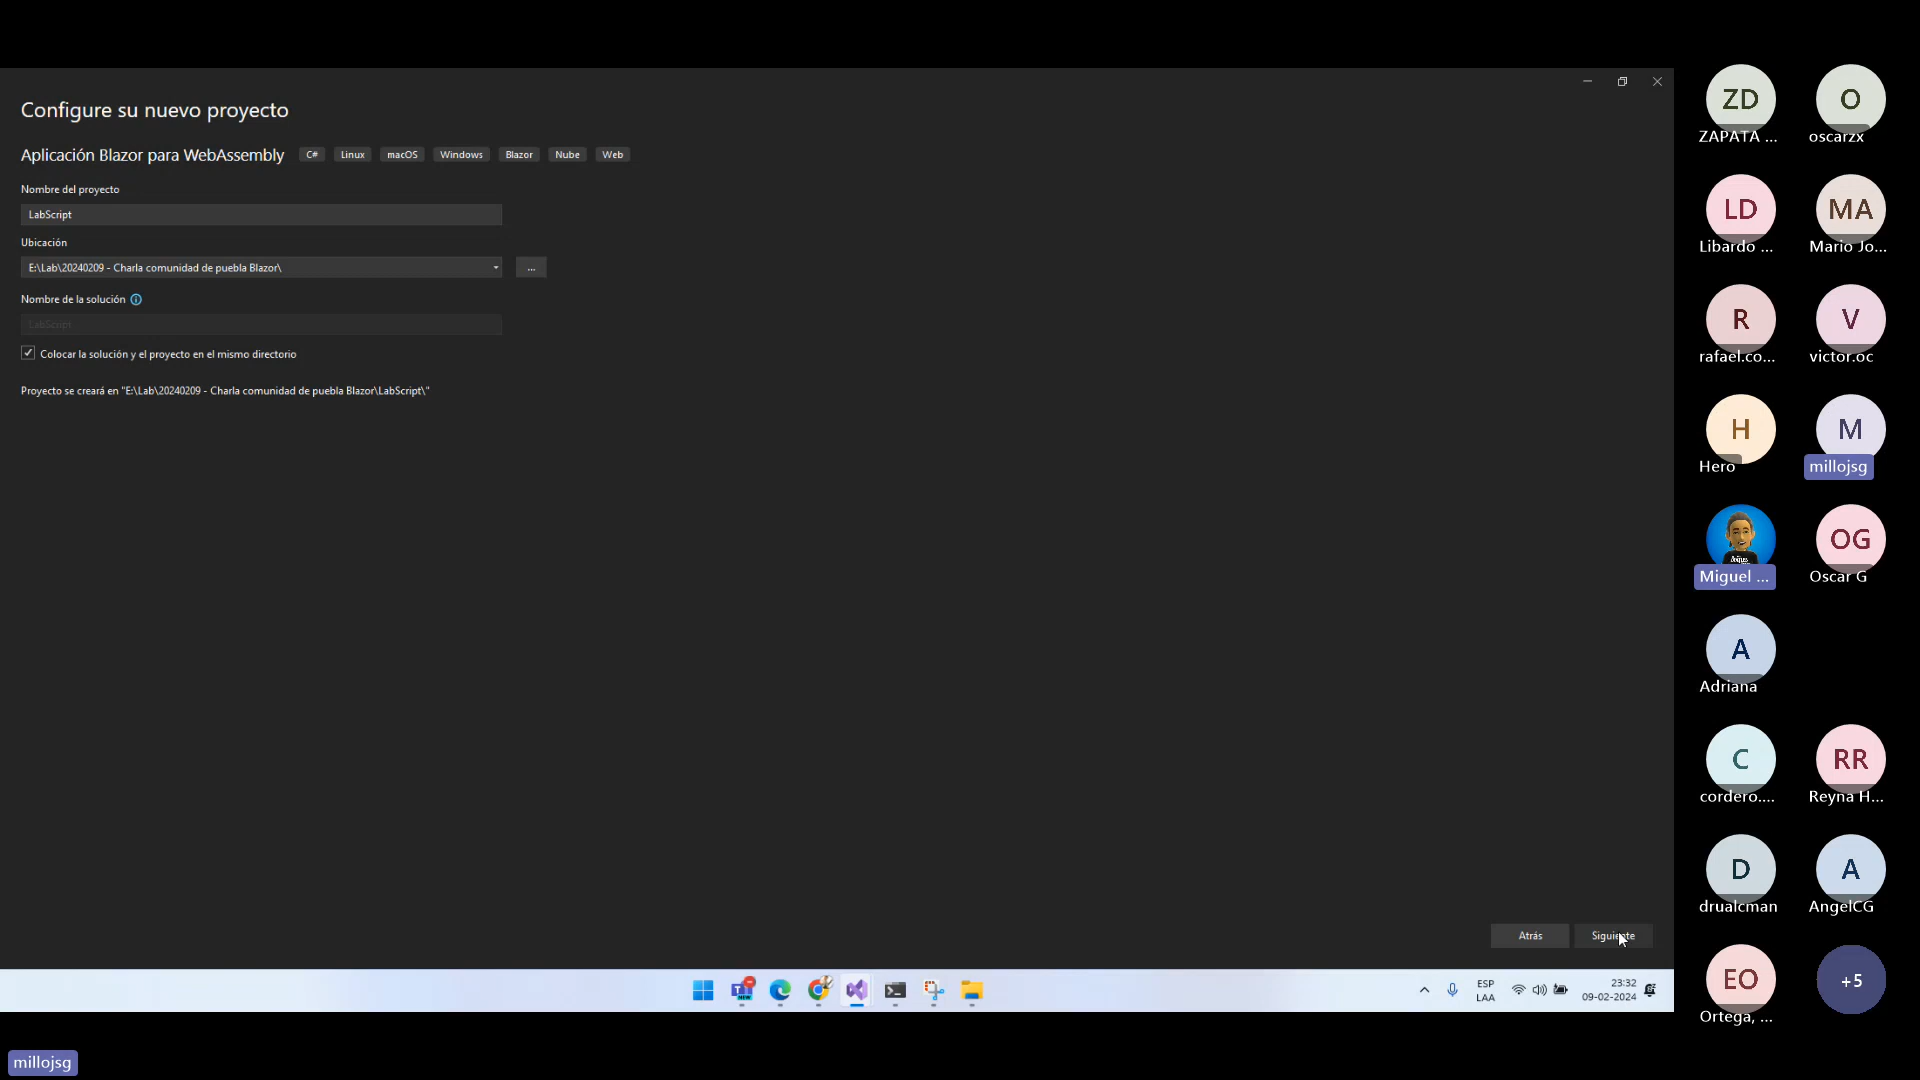 Configure su nuevo proyecto
Aplicación Blazor para WebAssembly C# Linux macOS Windows Blazor Nube Web
Nombre del proyecto
LabScript
Ubicación
E:\Lab\20240209 - Charla comunidad de puebla Blazor\
...
Nombre de la solución
LabScript
Colocar la solución y el proyecto en el mismo directorio
Proyecto se creará en "E:\Lab\20240209 - Charla comunidad de puebla Blazor\LabScript\"
Atrás
Siguiente
NEW
ESP
LAA
23:32
09-02-2024
ZD
ZAPATA ...
O
oscarzx
LD
Libardo ...
MA
Mario Jo...
R
rafael.co...
V
victor.oc
H
Hero
M
millojsg
Miguel ...
OG
Oscar G
A
Adriana
C
cordero....
RR
Reyna H...
D
drualcman
A
AngelCG
EO
Ortega, ...
+5
millojsg